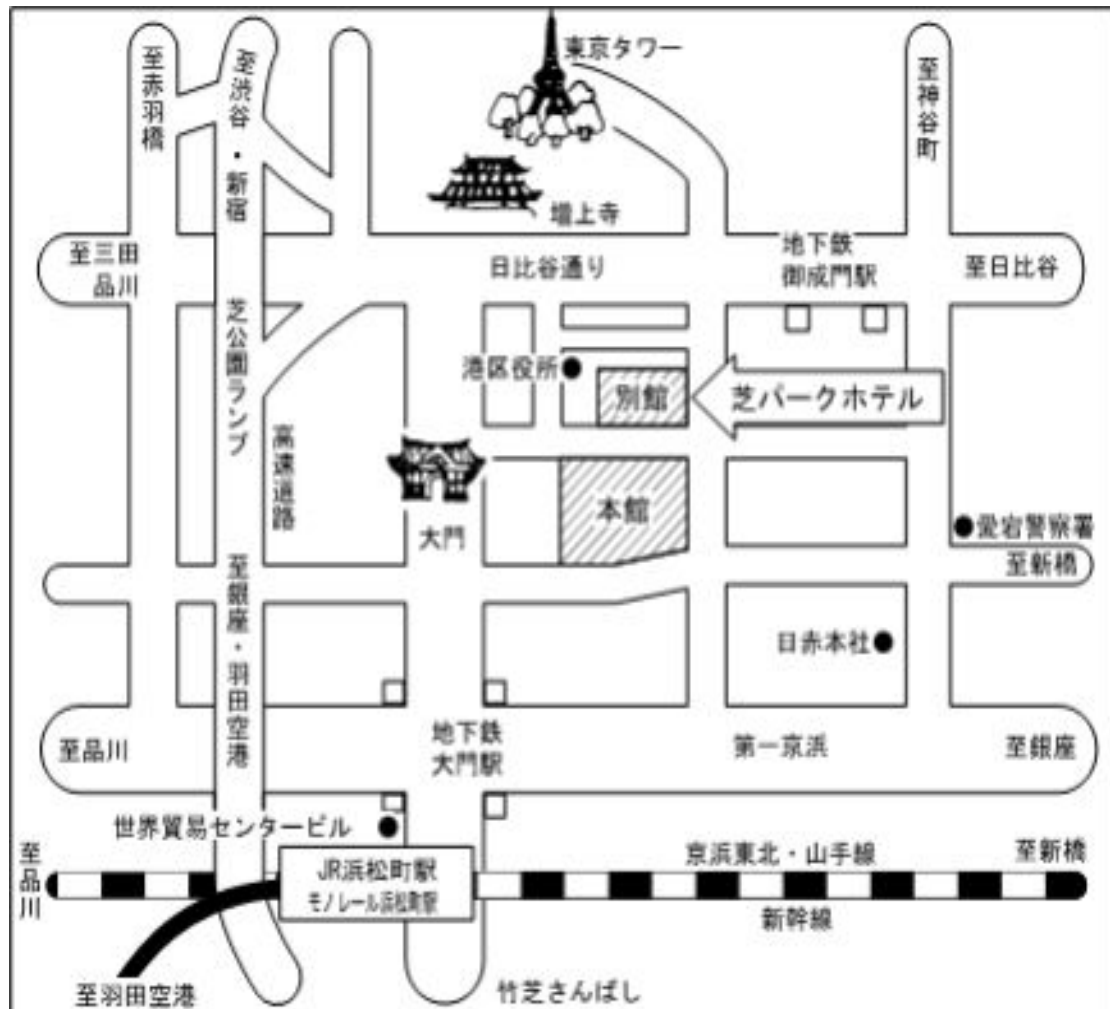 東京タワー
至赤羽橋
至渋谷・新宿
至神谷町
増上寺
至三田
品川
日比谷通り
地下鉄
御成門駅
至日比谷
芝公園ランプ
港区役所
別館
芝パークホテル
高速道路
本館
大門
愛宕警察署
至新橋
至銀座・羽田空港
日赤本社
至品川
地下鉄
大門駅
第一京浜
至銀座
世界貿易センタービル
至品川
JR浜松町駅
モノレール浜松町駅
京浜東北・山手線
至新橋
新幹線
至羽田空港
竹芝さんばし